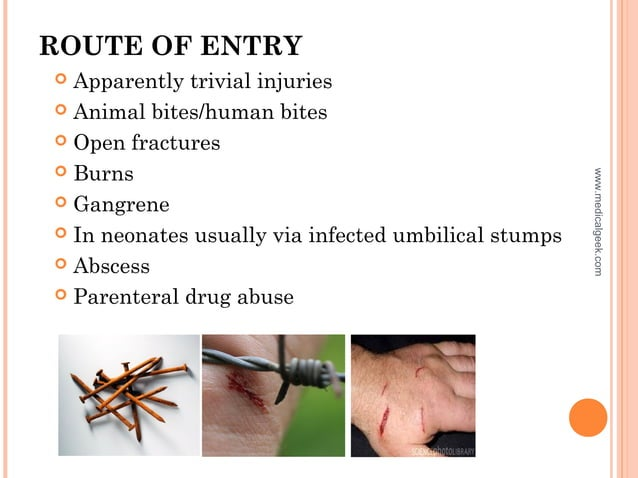 ROUTE OF ENTRY
Apparently trivial injuries
Animal bites/human bites
Open fractures
Burns
Gangrene
In neonates usually via infected umbilical stumps
Abscess
Parenteral drug abuse
www.medicalgeek.com
SCIENCEphotoLIBRARY